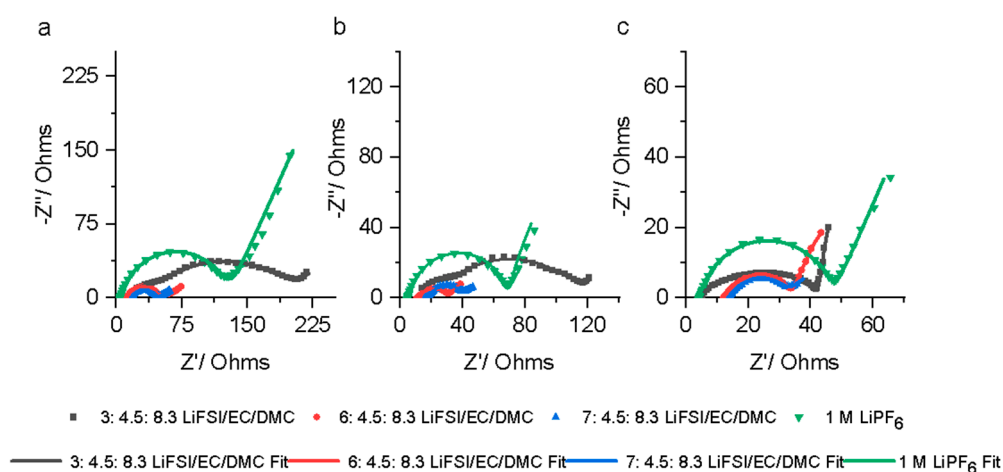 a b c
225
150
75
0
-Z"/ Ohms
0 75 150 225
Z'/ Ohms
140
120
80
40
0
-Z"/ Ohms
0 40 80 120
Z'/ Ohms
60
40
20
0
-Z"/ Ohms
0 20 40 60
Z'/ Ohms
3: 4.5: 8.3 LiFSI/EC/DMC 6: 4.5: 8.3 LiFSI/EC/DMC 7: 4.5: 8.3 LiFSI/EC/DMC 1 M LiPF6
3: 4.5: 8.3 LiFSI/EC/DMC Fit 6: 4.5: 8.3 LiFSI/EC/DMC Fit 7: 4.5: 8.3 LiFSI/EC/DMC Fit 1 M LiPF6 Fit